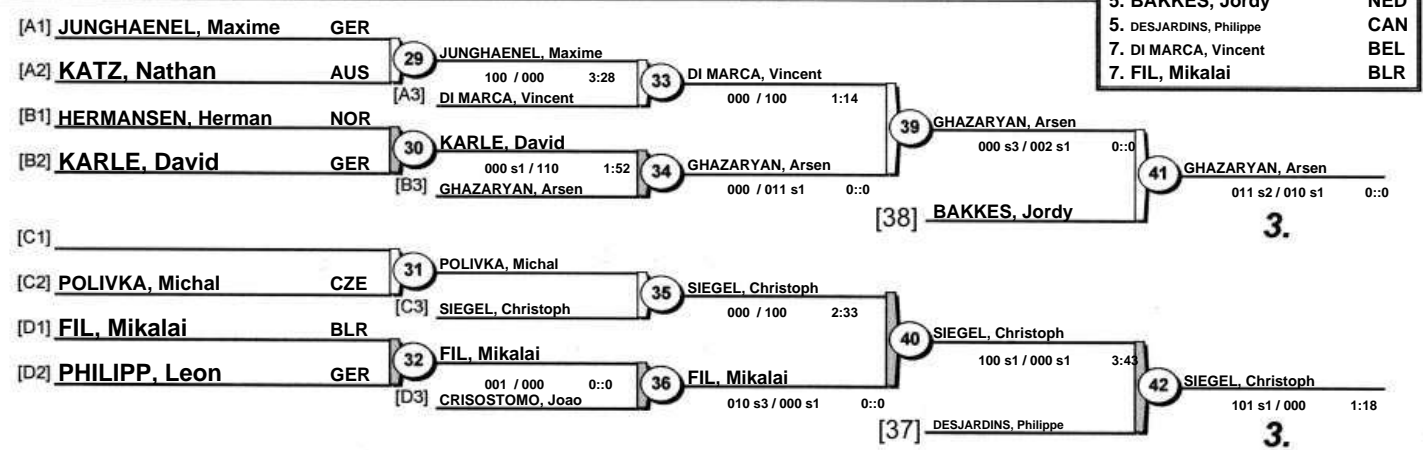 5. BAKKES, Jordy NED
5. DESJARDINS, Philippe CAN
7. DI MARCA, Vincent BEL
7. FIL, Mikalai BLR
[A1] JUNGHAENEL, Maxime GER
29 JUNGHAENEL, Maxime
[A2] KATZ, Nathan AUS
100 / 000 3:28
33 DI MARCA, Vincent
[A3] DI MARCA, Vincent
000 / 100 1:14
[B1] HERMANSEN, Herman NOR
39 GHAZARYAN, Arsen
30 KARLE, David
000 s3 / 002 s1 0::0
[B2] KARLE, David GER
000 s1 / 110 1:52
34 GHAZARYAN, Arsen
41 GHAZARYAN, Arsen
[B3] GHAZARYAN, Arsen
000 / 011 s1 0::0
011 s2 / 010 s1 0::0
[38] BAKKES, Jordy
3.
[C1]
31 POLIVKA, Michal
[C2] POLIVKA, Michal CZE
35 SIEGEL, Christoph
[C3] SIEGEL, Christoph
000 / 100 2:33
[D1] FIL, Mikalai BLR
40 SIEGEL, Christoph
32 FIL, Mikalai
100 s1 / 000 s1 3:43
[D2] PHILIPP, Leon GER
001 / 000 0::0
36 FIL, Mikalai
42 SIEGEL, Christoph
[D3] CRISOSTOMO, Joao
010 s3 / 000 s1 0::0
101 s1 / 000 1:18
[37] DESJARDINS, Philippe
3.